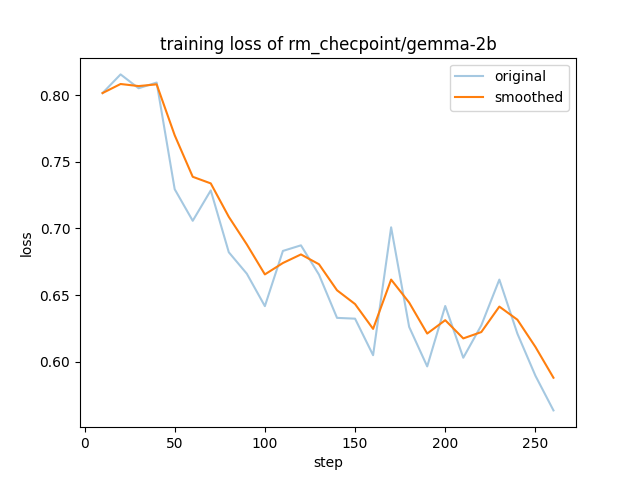 training loss of rm_checpoint/gemma-2b
original
smoothed
0.80
0.75
0.70
0.65
0.60
loss
0
50
100
150
200
250
step